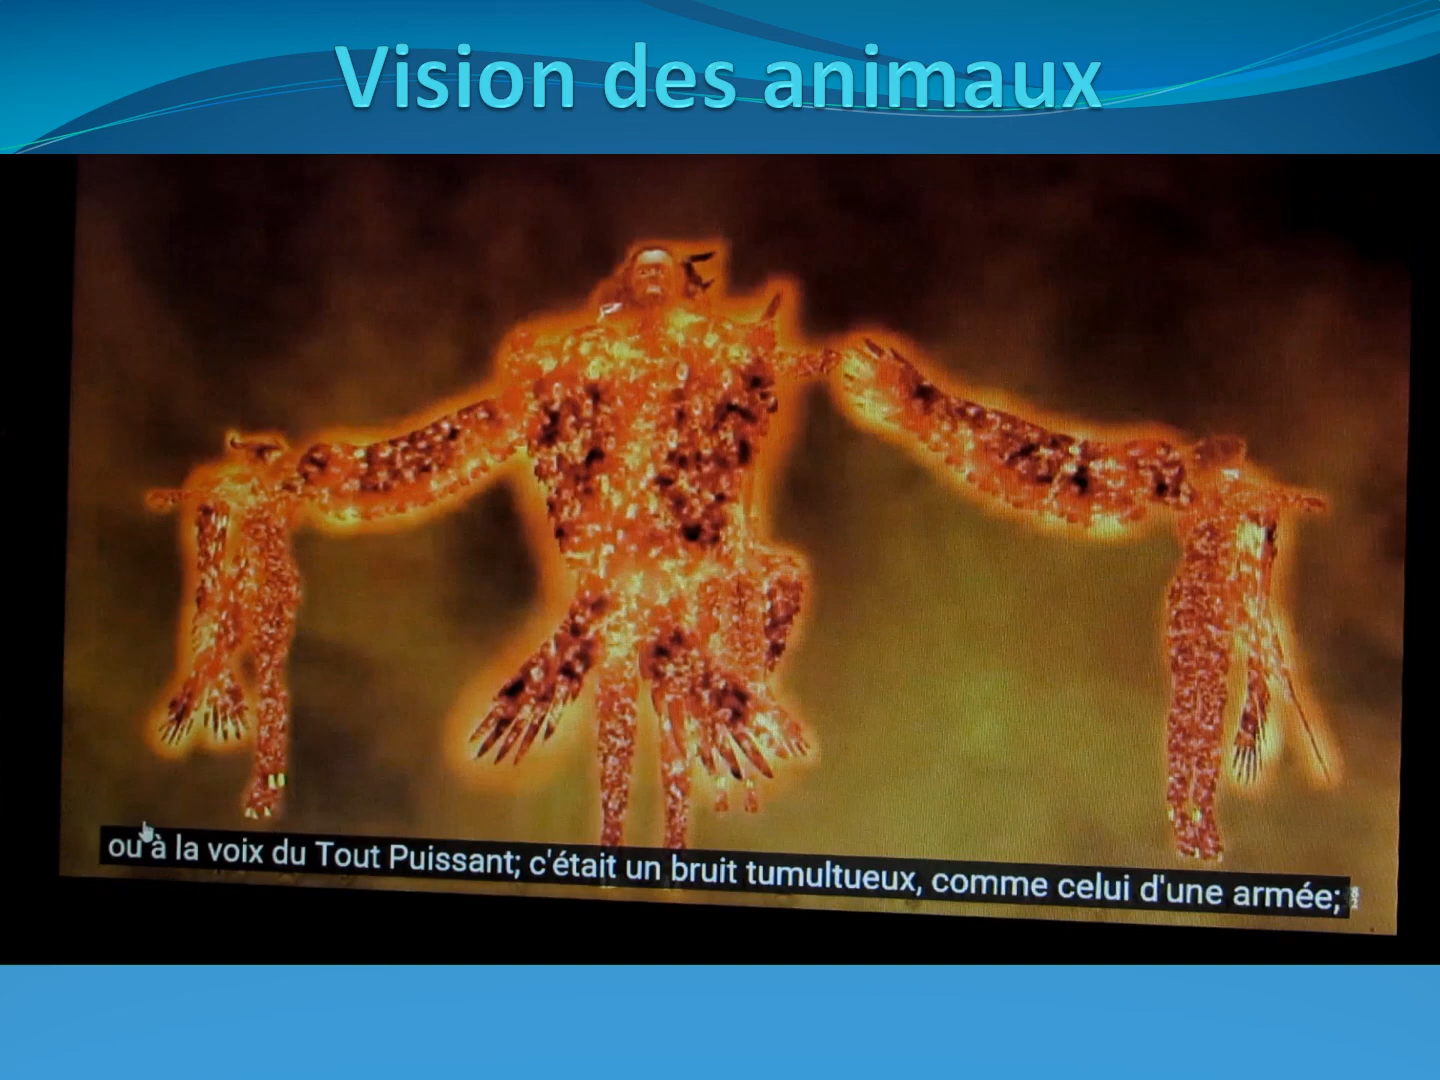 Vision des animaux
ou à la voix du Tout Puissant; c'était un bruit tumultueux, comme celui d'une armée;